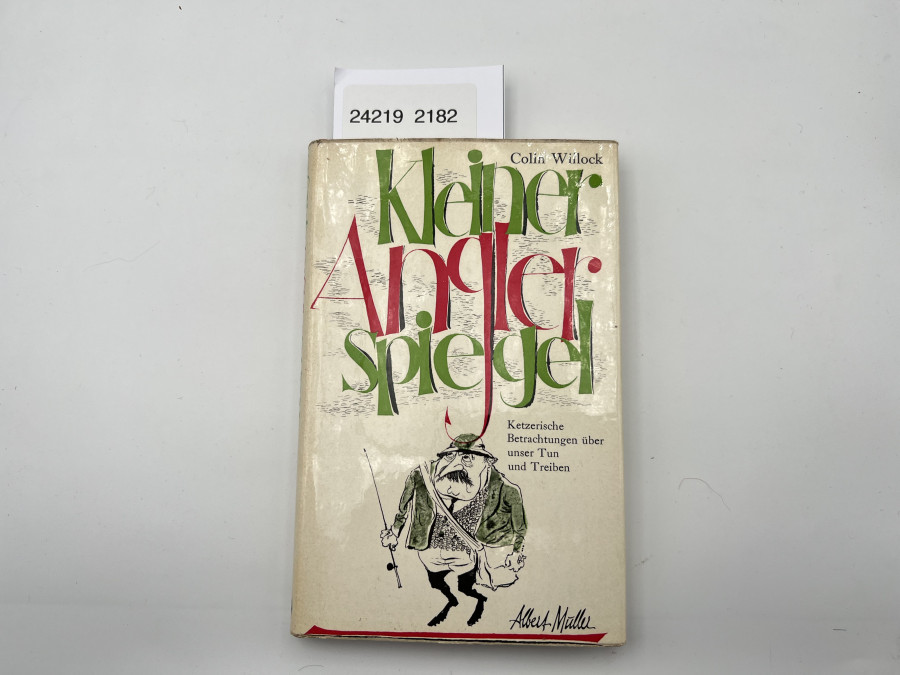 24219 2182
Colin Willock
Kleiner
Angler
spiegel
Ketzerische
Betrachtungen über
unser Tun
und Treiben
Albert Müller